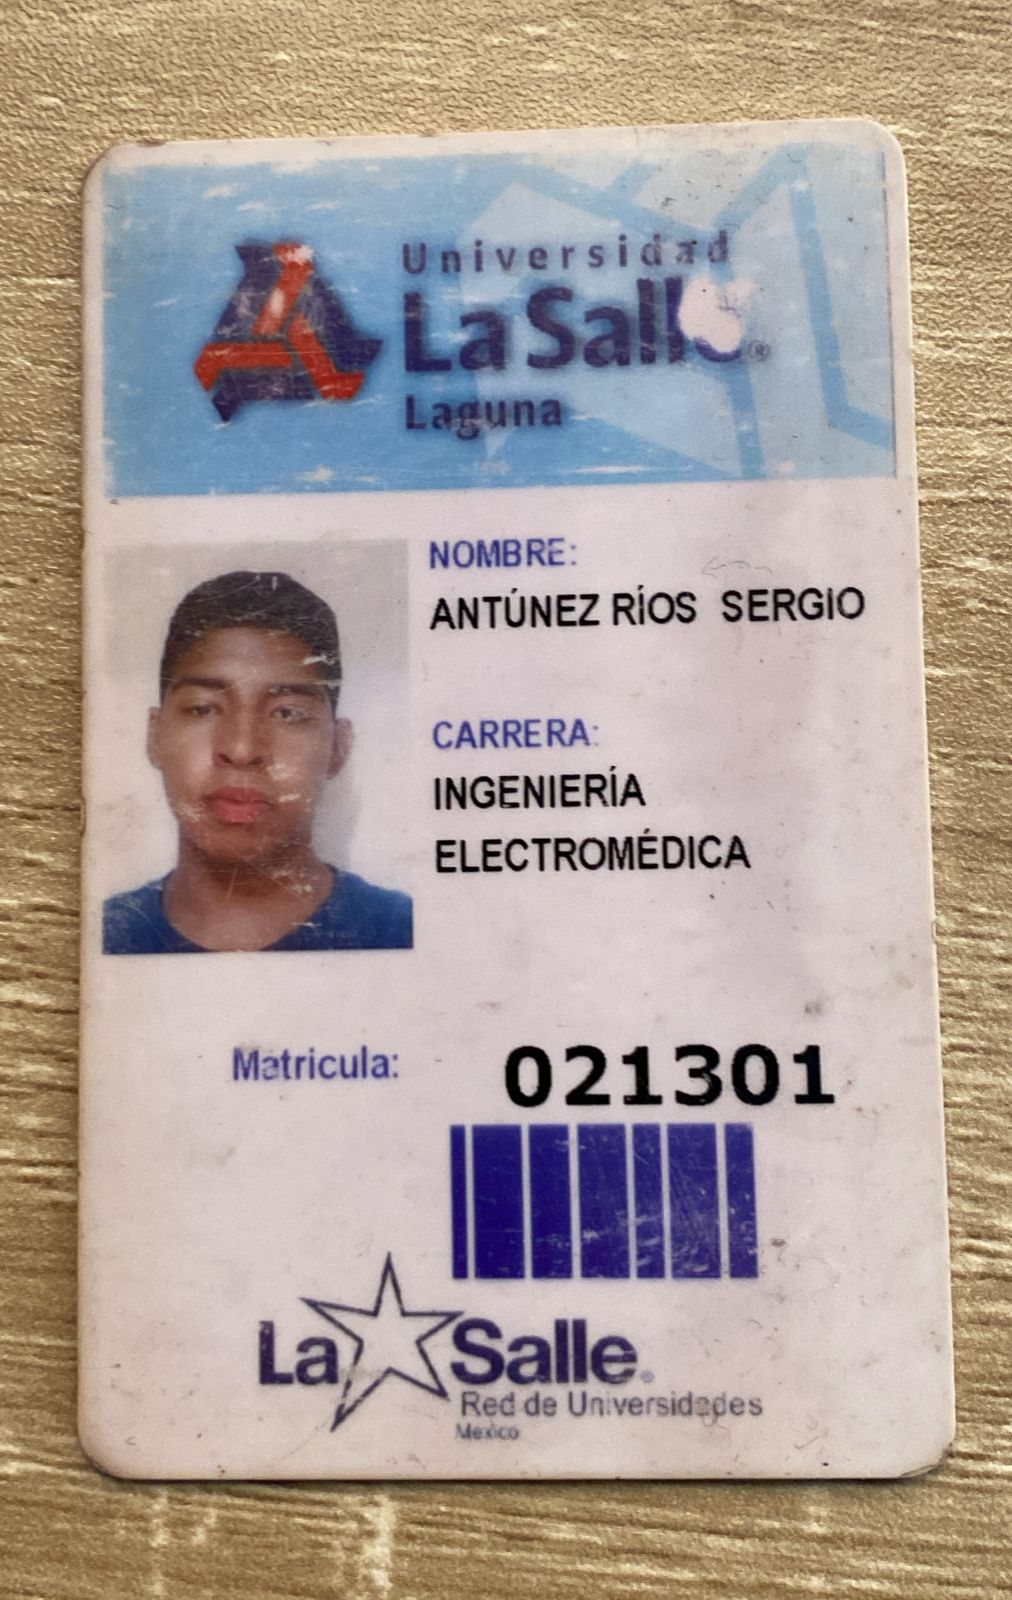 Universidad
La Salle®
Laguna
NOMBRE:
ANTÚNEZ RÍOS SERGIO
CARRERA:
INGENIERÍA
ELECTROMÉDICA
Matricula: 021301
La Salle®
Red de Universidades
Mexico